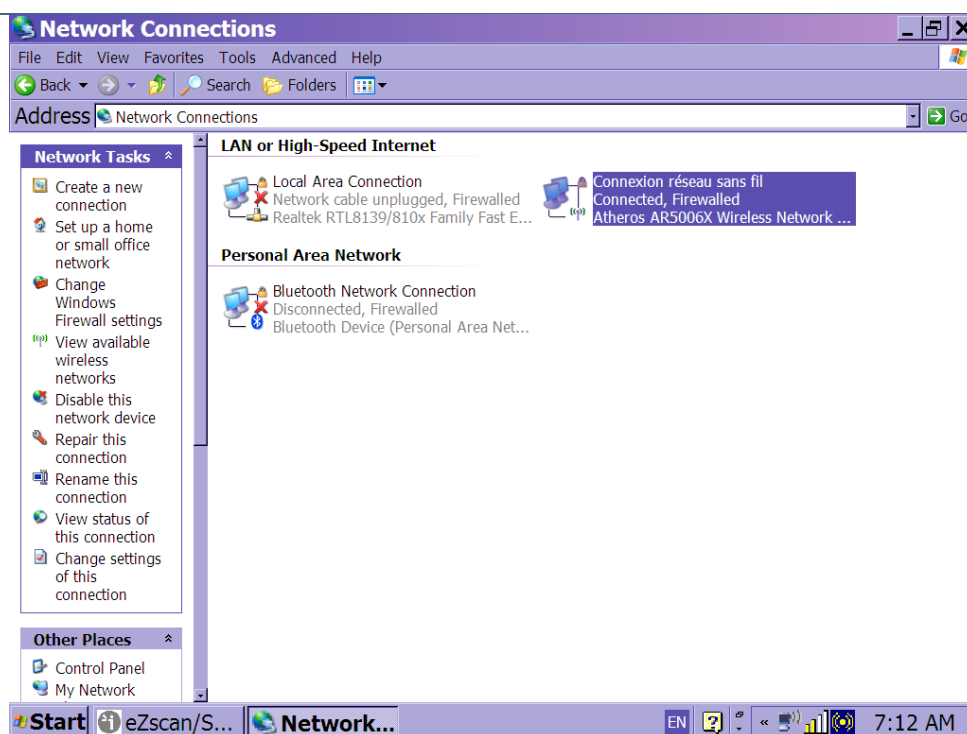 Network Connections
File Edit View Favorites Tools Advanced Help
Back Search Folders
Address Network Connections Go
Network Tasks
Create a new
connection
Set up a home
or small office
network
Change
Windows
Firewall settings
View available
wireless
networks
Disable this
network device
Repair this
connection
Rename this
connection
View status of
this connection
Change settings
of this
connection
Other Places
Control Panel
My Network
LAN or High-Speed Internet
Local Area Connection
Network cable unplugged, Firewalled
Realtek RTL8139/810x Family Fast E...
Connexion réseau sans fil
Connected, Firewalled
Atheros AR5006X Wireless Network ...
Personal Area Network
Bluetooth Network Connection
Disconnected, Firewalled
Bluetooth Device (Personal Area Net...
Start eZscan/S... Network... EN « 7:12 AM